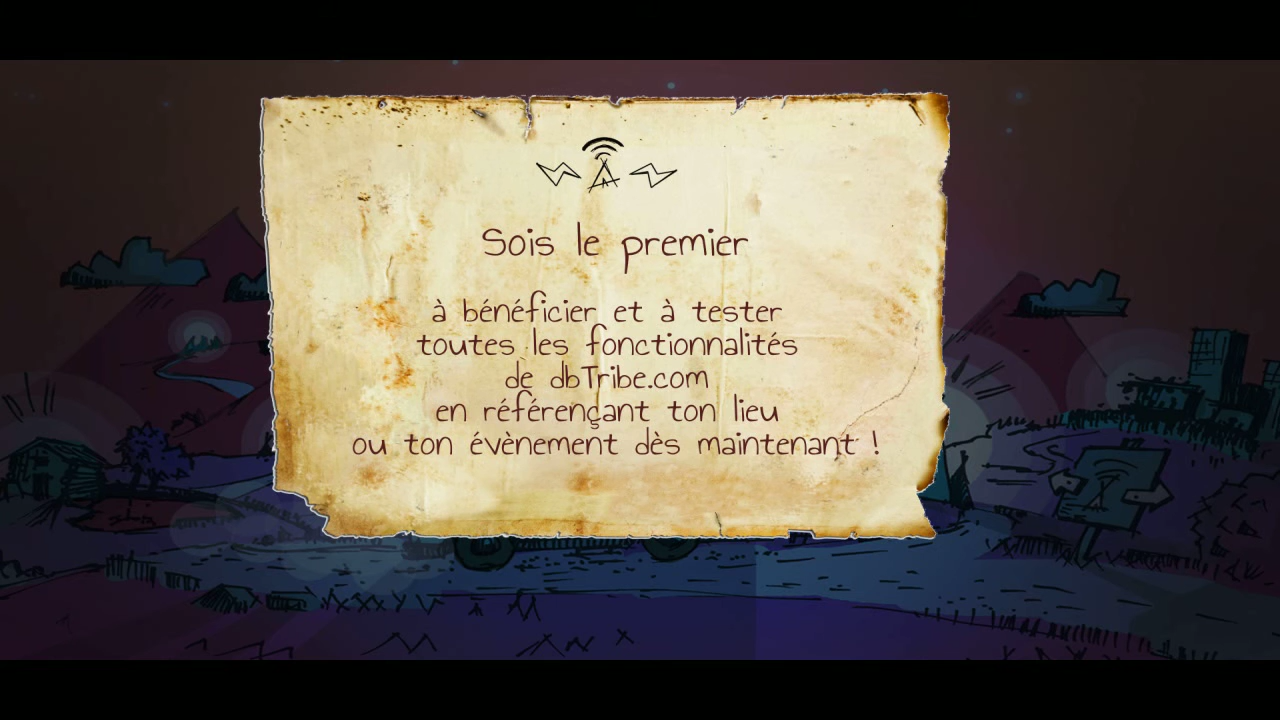 Sois le premier
à bénéficier et à tester
toutes les fonctionnalités
de dbTribe.com
en référençant ton lieu
ou ton évènement dès maintenant !